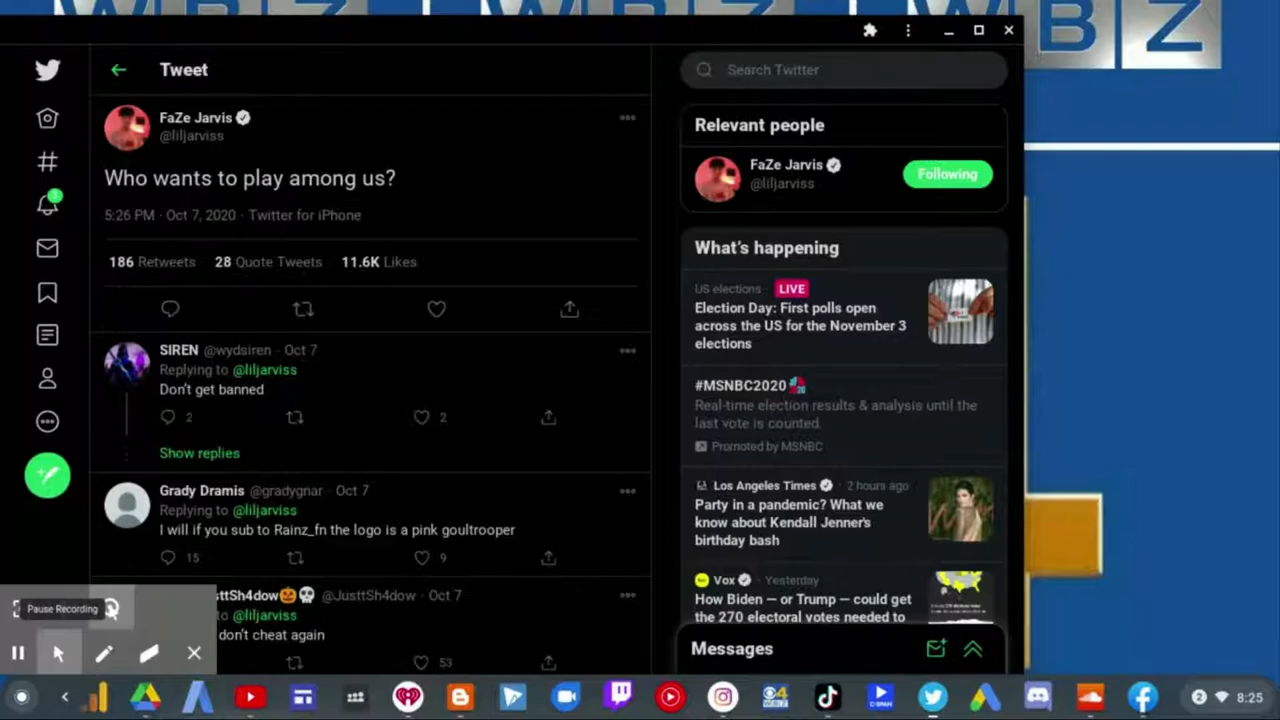 WBZ
WBZ
WBZ
Tweet
FaZe Jarvis
@liljarviss
Who wants to play among us?
5:26 PM · Oct 7, 2020 · Twitter for iPhone
186 Retweets 28 Quote Tweets 11.6K Likes
SIREN @wydsiren · Oct 7
Replying to @liljarviss
Don't get banned
2 2
Show replies
Grady Dramis @gradygnar · Oct 7
Replying to @liljarviss
I will if you sub to Rainz_fn the logo is a pink goultrooper
15 9
ttSh4dow🎃💀 @JusttSh4dow · Oct 7
to @liljarviss
don't cheat again
53
3
Search Twitter
Relevant people
FaZe Jarvis
@liljarviss
Following
What's happening
US elections · LIVE
Election Day: First polls open
across the US for the November 3
elections
#MSNBC2020
Real-time election results & analysis until the
last vote is counted.
Promoted by MSNBC
Los Angeles Times · 2 hours ago
Party in a pandemic? What we
know about Kendall Jenner's
birthday bash
Vox · Yesterday
How Biden — or Trump — could get
the 270 electoral votes needed to
Messages
Pause Recording
2 8:25